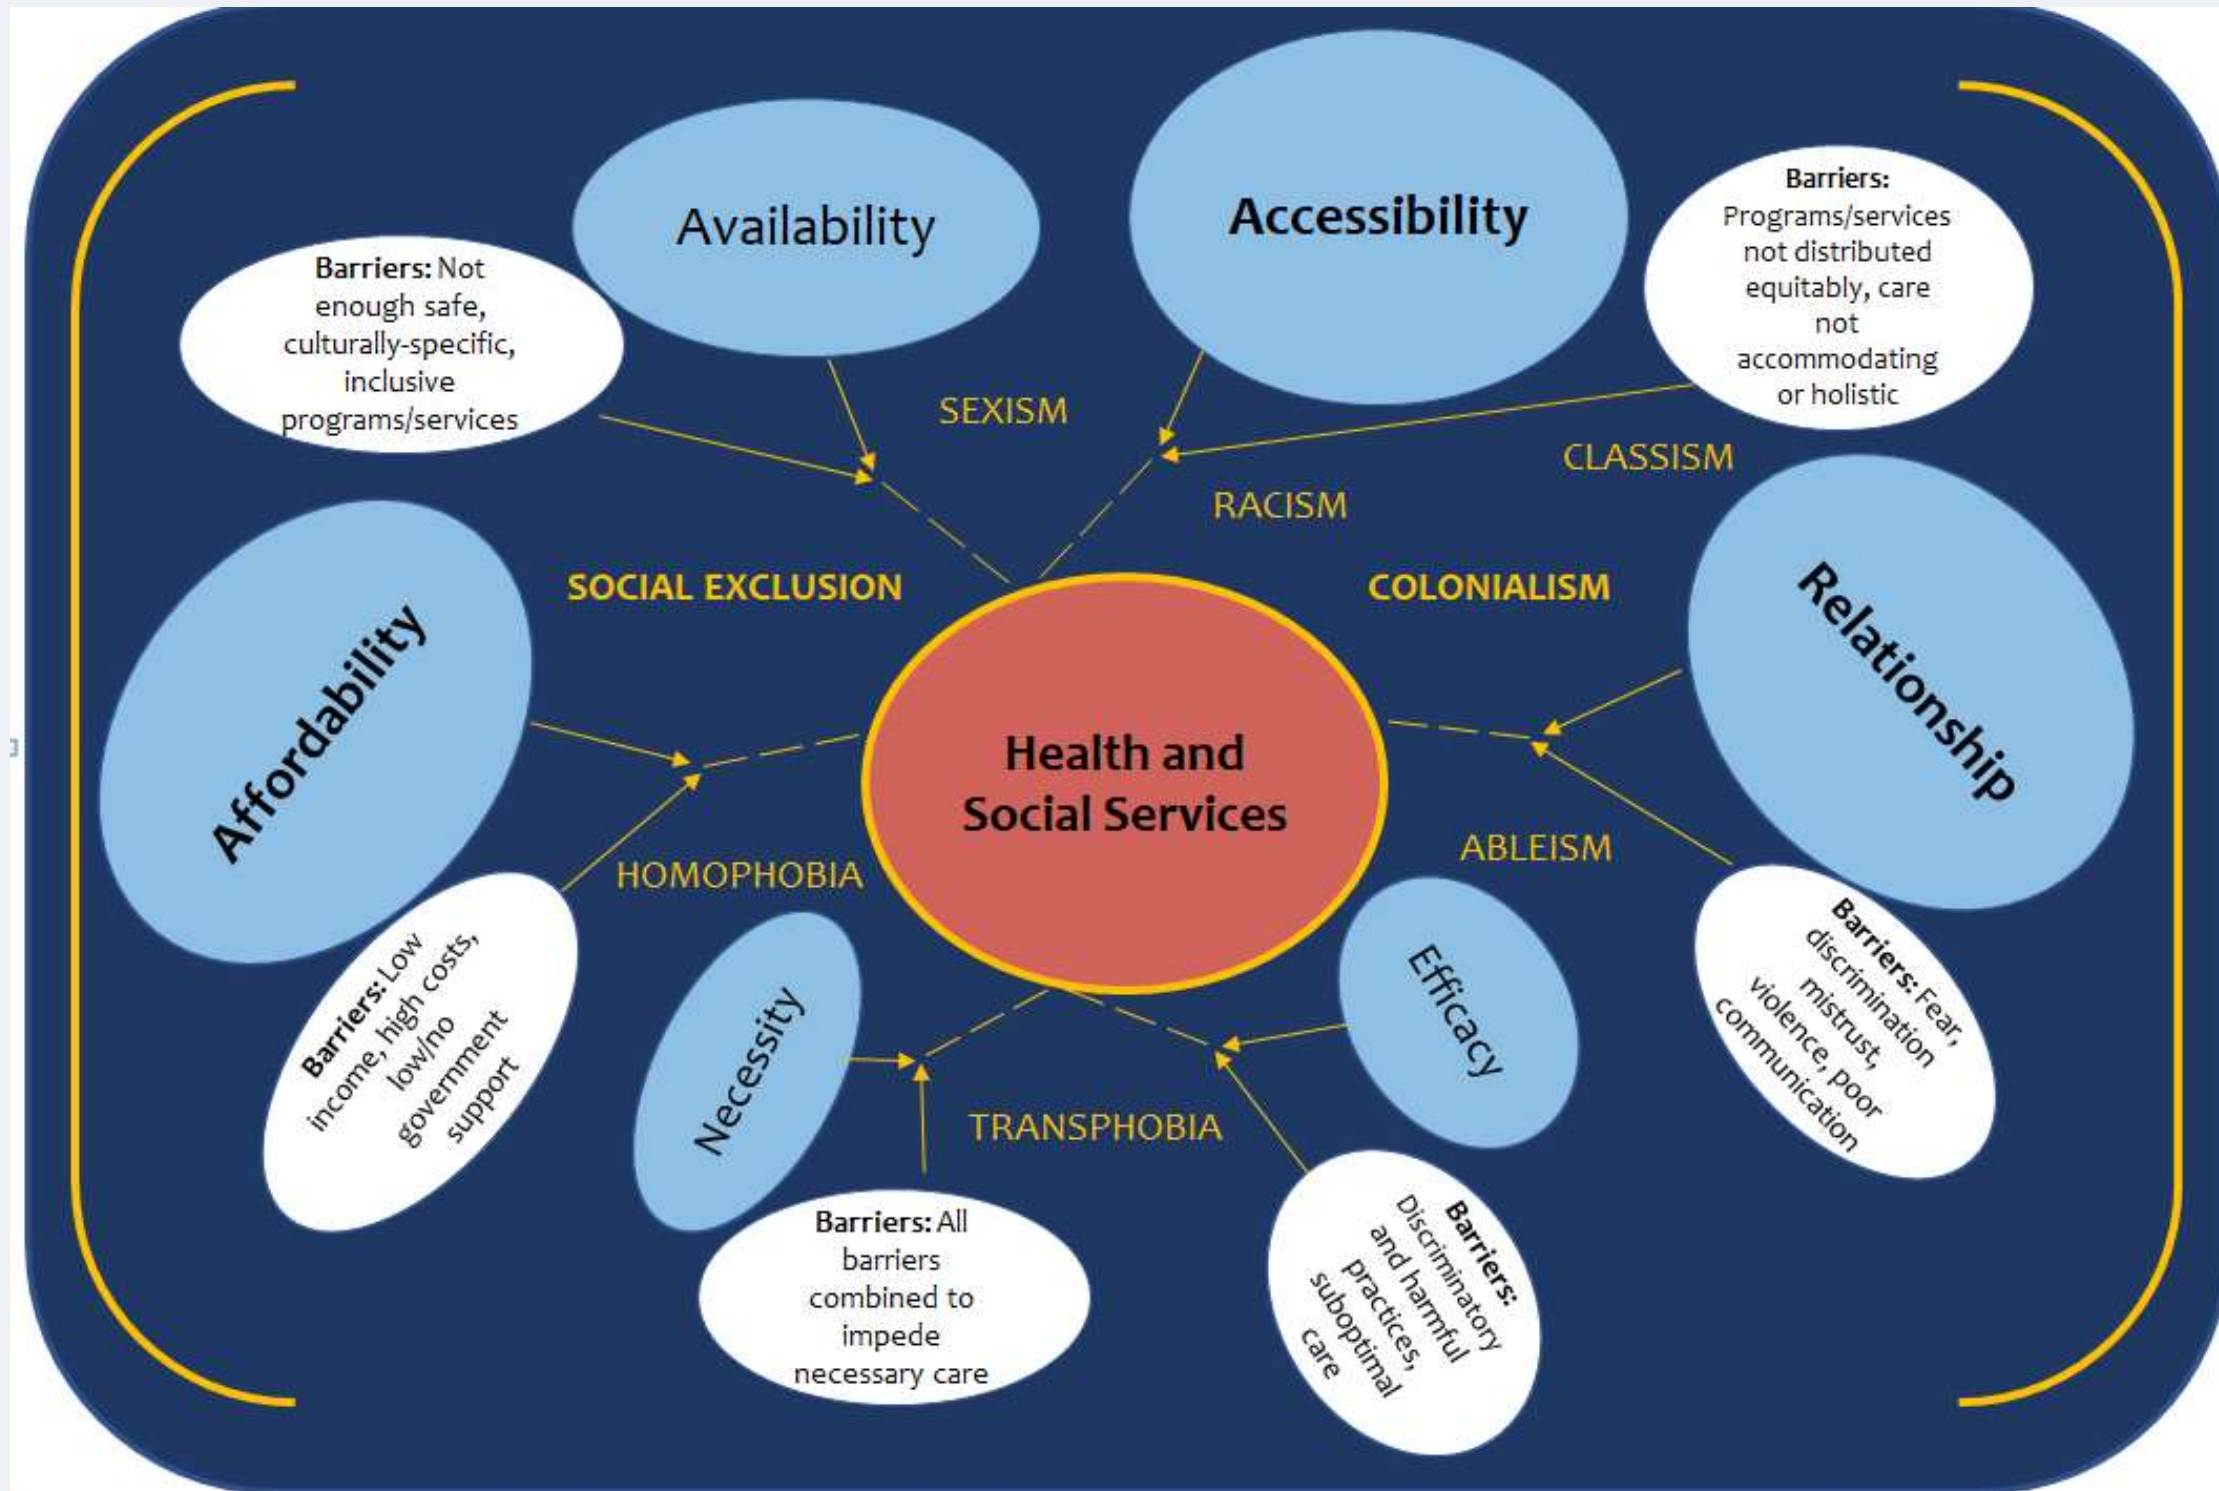 Availability
Accessibility
Barriers: Not
enough safe,
culturally-specific,
inclusive
programs/services
Barriers:
Programs/services
not distributed
equitably, care
not
accommodating
or holistic
SEXISM
CLASSISM
RACISM
SOCIAL EXCLUSION
COLONIALISM
Affordability
Relationship
Health and
Social Services
HOMOPHOBIA
ABLEISM
Barriers: Low
income, high costs,
low/no
government
support
Necessity
Efficacy
Barriers: Fear,
discrimination
mistrust,
violence, poor
communication
TRANSPHOBIA
Barriers: All
barriers
combined to
impede
necessary care
Barriers:
Discriminatory
and harmful
practices,
suboptimal
care